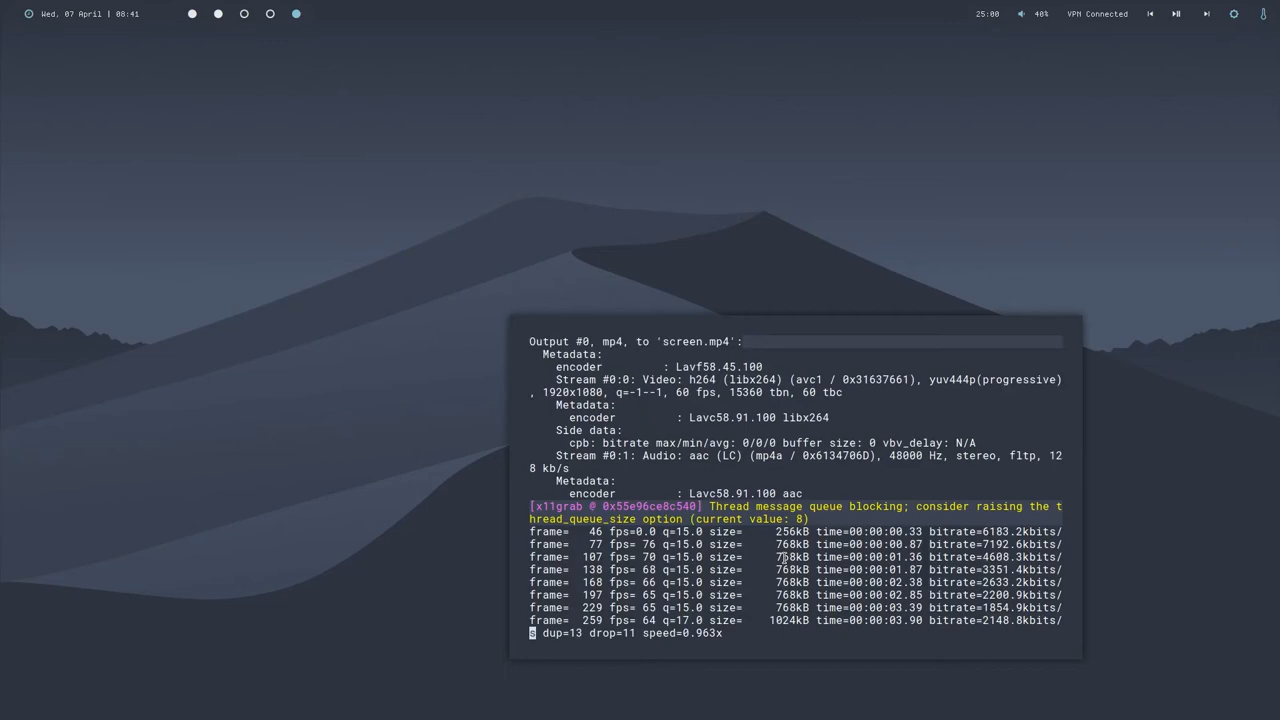 Wed, 07 April | 08:41
25:00
40%
VPN Connected
Output #0, mp4, to 'screen.mp4':
Metadata:
encoder : Lavf58.45.100
Stream #0:0: Video: h264 (libx264) (avc1 / 0x31637661), yuv444p(progressive)
, 1920x1080, q=-1--1, 60 fps, 15360 tbn, 60 tbc
Metadata:
encoder : Lavc58.91.100 libx264
Side data:
cpb: bitrate max/min/avg: 0/0/0 buffer size: 0 vbv_delay: N/A
Stream #0:1: Audio: aac (LC) (mp4a / 0x6134706D), 48000 Hz, stereo, fltp, 12
8 kb/s
Metadata:
encoder : Lavc58.91.100 aac
[x11grab @ 0x55e96ce8c540] Thread message queue blocking; consider raising the t
hread_queue_size option (current value: 8)
frame= 46 fps=0.0 q=15.0 size= 256kB time=00:00:00.33 bitrate=6183.2kbits/
frame= 77 fps= 76 q=15.0 size= 768kB time=00:00:00.87 bitrate=7192.6kbits/
frame= 107 fps= 70 q=15.0 size= 768kB time=00:00:01.36 bitrate=4608.3kbits/
frame= 138 fps= 68 q=15.0 size= 768kB time=00:00:01.87 bitrate=3351.4kbits/
frame= 168 fps= 66 q=15.0 size= 768kB time=00:00:02.38 bitrate=2633.2kbits/
frame= 197 fps= 65 q=15.0 size= 768kB time=00:00:02.85 bitrate=2200.9kbits/
frame= 229 fps= 65 q=15.0 size= 768kB time=00:00:03.39 bitrate=1854.9kbits/
frame= 259 fps= 64 q=17.0 size= 1024kB time=00:00:03.90 bitrate=2148.8kbits/
s dup=13 drop=11 speed=0.963x